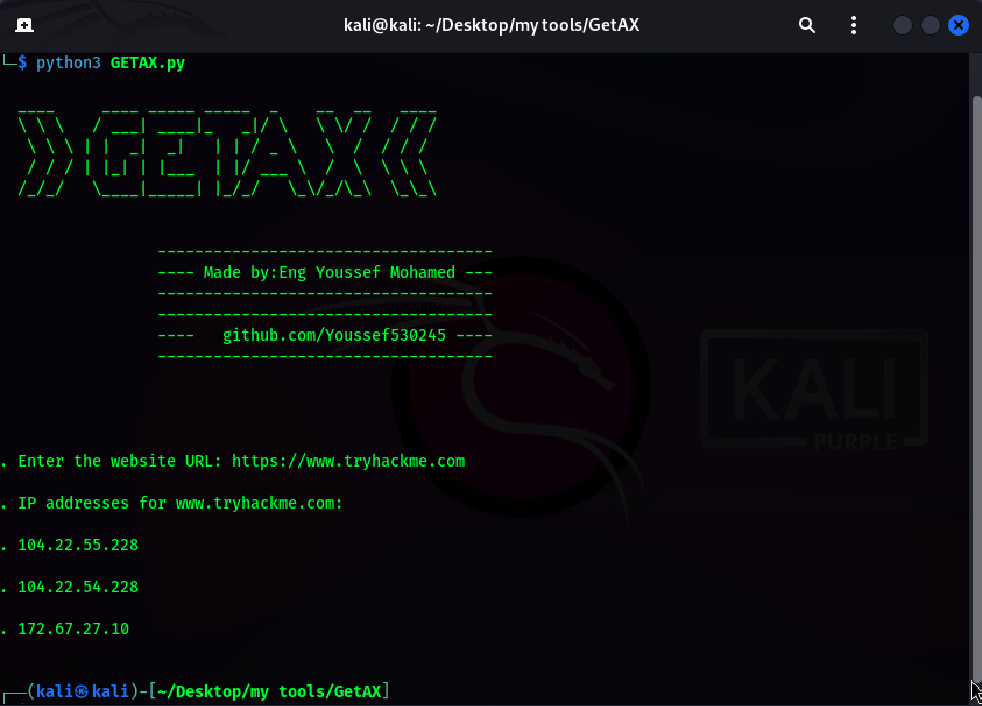 kali@kali: ~/Desktop/my tools/GetAX
└─$ python3 GETAX.py
GETAX
-----------------------------------
---- Made by:Eng Youssef Mohamed ---
-----------------------------------
-----------------------------------
---- github.com/Youssef530245 ----
-----------------------------------
. Enter the website URL: https://www.tryhackme.com
. IP addresses for www.tryhackme.com:
. 104.22.55.228
. 104.22.54.228
. 172.67.27.10
┌──(kali㉿kali)-[~/Desktop/my tools/GetAX]
KALI
PURPLE